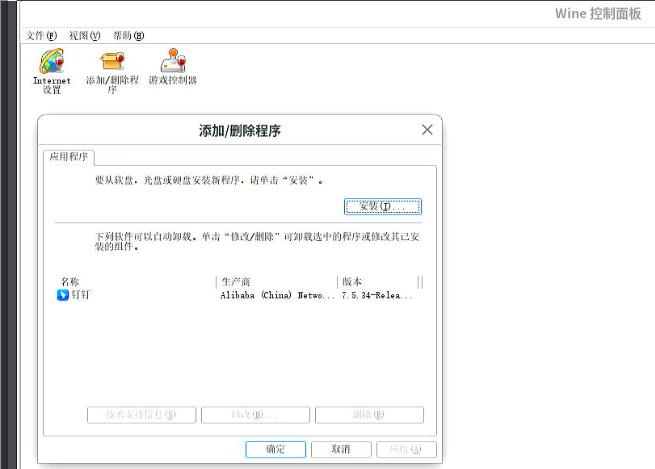 Wine 控制面板
文件(F) 视图(V) 帮助(H)
Internet 设置
添加/删除程序
游戏控制器
添加/删除程序
应用程序
要从软盘，光盘或硬盘安装新程序，请单击“安装”。
安装(I)...
下列软件可以自动卸载。单击“修改/删除”可卸载选中的程序或修改其已安
装的组件。
名称 生产商 版本
钉钉 Alibaba (China) Netwo... 7.5.34-Relea...
技术支持信息(S) 修改(M)... 删除(R)
确定 取消 应用(A)